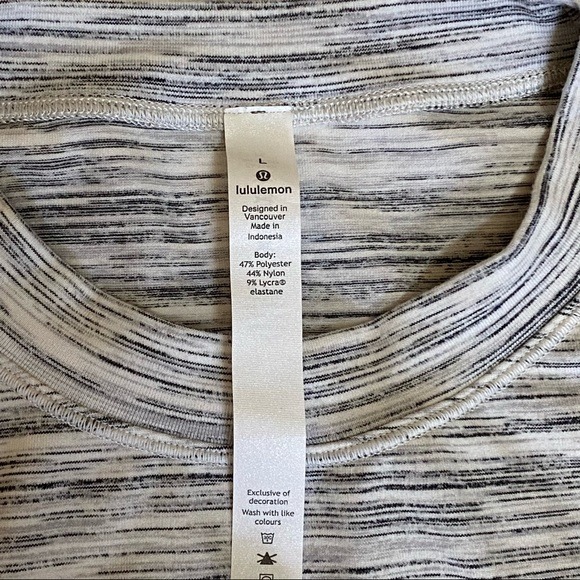 L
lululemon
Designed in
Vancouver
Made in
Indonesia
Body:
47% Polyester
44% Nylon
9% Lycra®
elastane
Exclusive of
decoration
Wash with like
colours